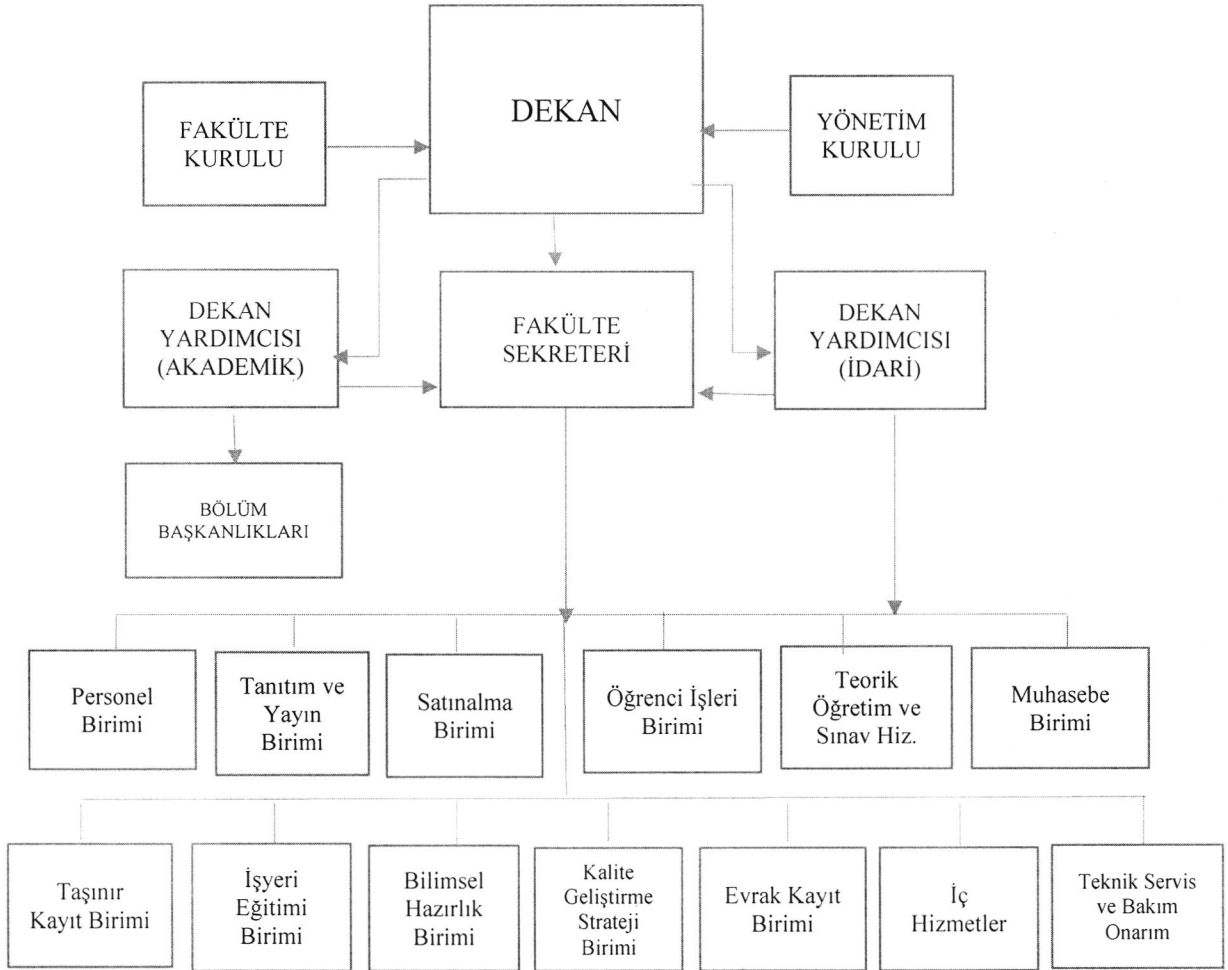 DEKAN
FAKÜLTE
KURULU
YÖNETİM
KURULU
DEKAN
YARDIMCISI
(AKADEMİK)
FAKÜLTE
SEKRETERİ
DEKAN
YARDIMCISI
(İDARİ)
BÖLÜM
BAŞKANLIKLARI
Personel
Birimi
Tanıtım ve
Yayın
Birimi
Satınalma
Birimi
Öğrenci İşleri
Birimi
Teorik
Öğretim ve
Sınav Hiz.
Muhasebe
Birimi
Taşınır
Kayıt Birimi
İşyeri
Eğitimi
Birimi
Bilimsel
Hazırlık
Birimi
Kalite
Geliştirme
Strateji
Birimi
Evrak Kayıt
Birimi
İç
Hizmetler
Teknik Servis
ve Bakım
Onarım